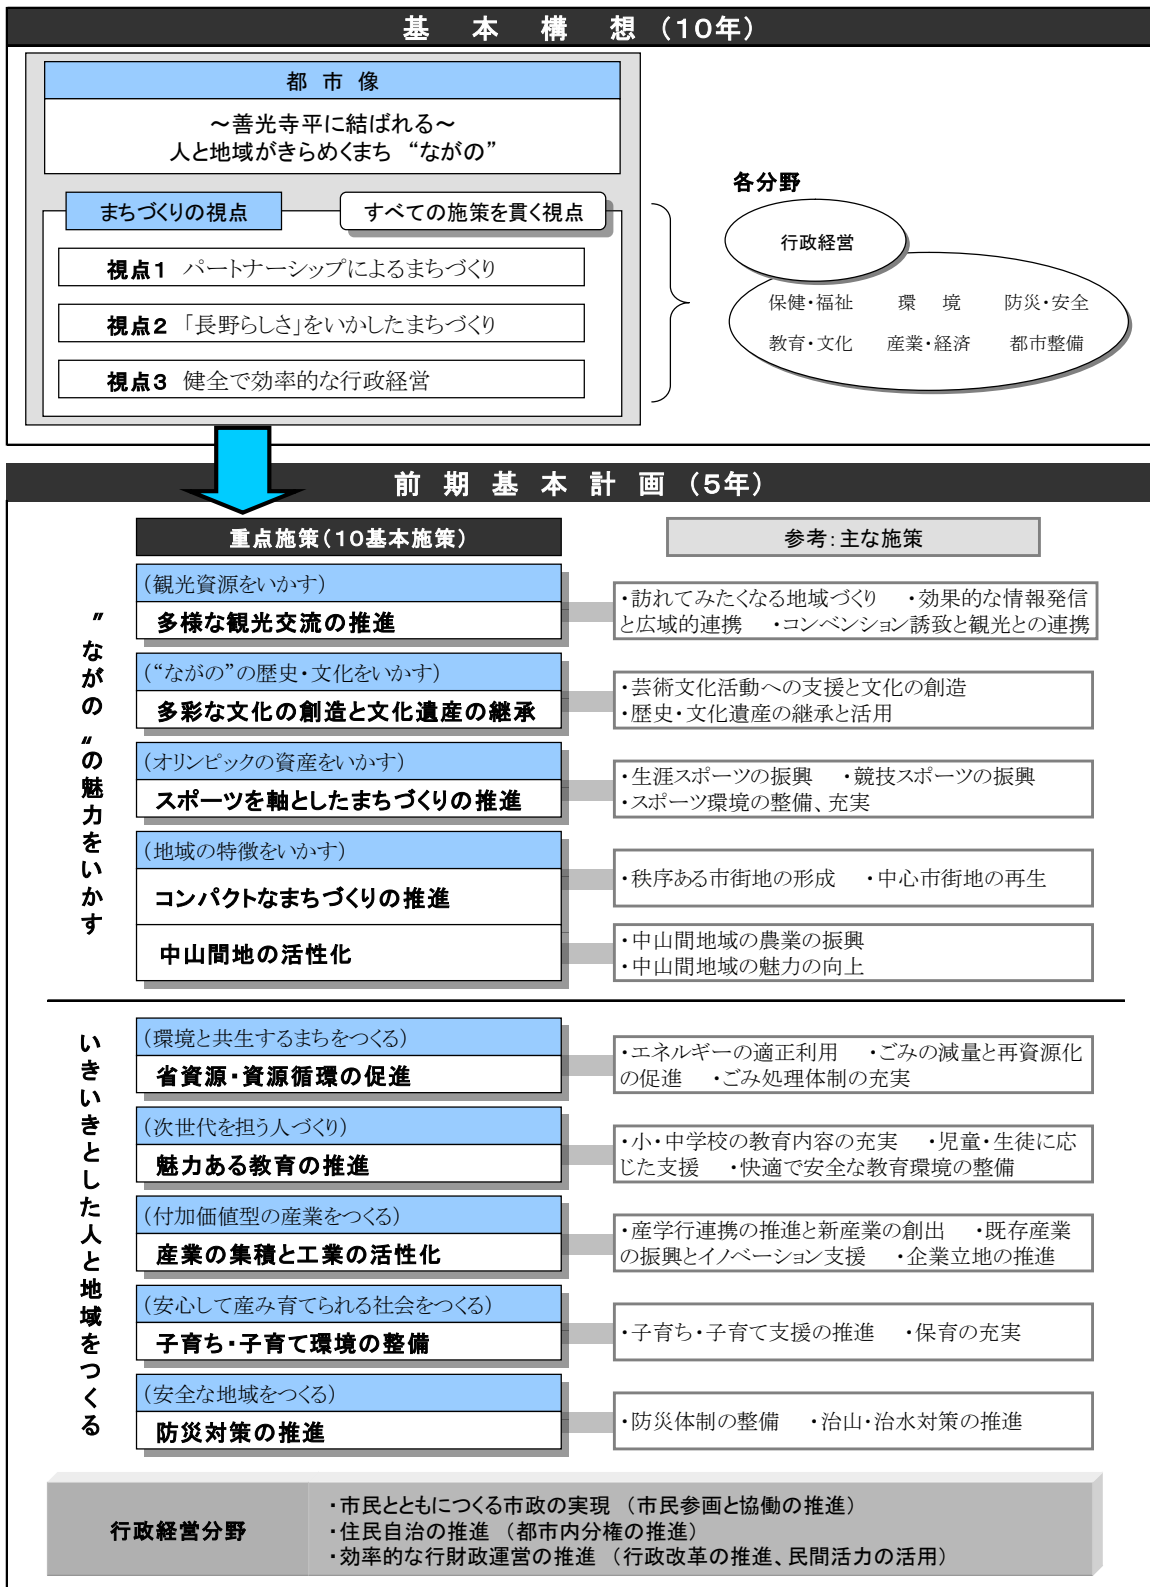 基本構想（10年）
都市像
～善光寺平に結ばれる～
人と地域がきらめくまち “ながの”
まちづくりの視点
すべての施策を貫く視点
視点１ パートナーシップによるまちづくり
視点２ 「長野らしさ」をいかしたまちづくり
視点３ 健全で効率的な行政経営
各分野
行政経営
保健・福祉 環　境 防災・安全
教育・文化 産業・経済 都市整備
前期基本計画（5年）
重点施策（10基本施策）
参考：主な施策
〃ながの〃の魅力をいかす
（観光資源をいかす）
多様な観光交流の推進
・訪れてみたくなる地域づくり　・効果的な情報発信
と広域的連携　・コンベンション誘致と観光との連携
（“ながの”の歴史・文化をいかす）
多彩な文化の創造と文化遺産の継承
・芸術文化活動への支援と文化の創造
・歴史・文化遺産の継承と活用
（オリンピックの資産をいかす）
スポーツを軸としたまちづくりの推進
・生涯スポーツの振興　・競技スポーツの振興
・スポーツ環境の整備、充実
（地域の特徴をいかす）
コンパクトなまちづくりの推進
・秩序ある市街地の形成　・中心市街地の再生
中山間地の活性化
・中山間地域の農業の振興
・中山間地域の魅力の向上
いきいきとした人と地域をつくる
（環境と共生するまちをつくる）
省資源・資源循環の促進
・エネルギーの適正利用　・ごみの減量と再資源化
の促進　・ごみ処理体制の充実
（次世代を担う人づくり）
魅力ある教育の推進
・小・中学校の教育内容の充実　・児童・生徒に応
じた支援　・快適で安全な教育環境の整備
（付加価値型の産業をつくる）
産業の集積と工業の活性化
・産学行連携の推進と新産業の創出　・既存産業
の振興とイノベーション支援　・企業立地の推進
（安心して産み育てられる社会をつくる）
子育ち・子育て環境の整備
・子育ち・子育て支援の推進　・保育の充実
（安全な地域をつくる）
防災対策の推進
・防災体制の整備　・治山・治水対策の推進
行政経営分野
・市民とともにつくる市政の実現（市民参画と協働の推進）
・住民自治の推進（都市内分権の推進）
・効率的な行財政運営の推進（行政改革の推進、民間活力の活用）